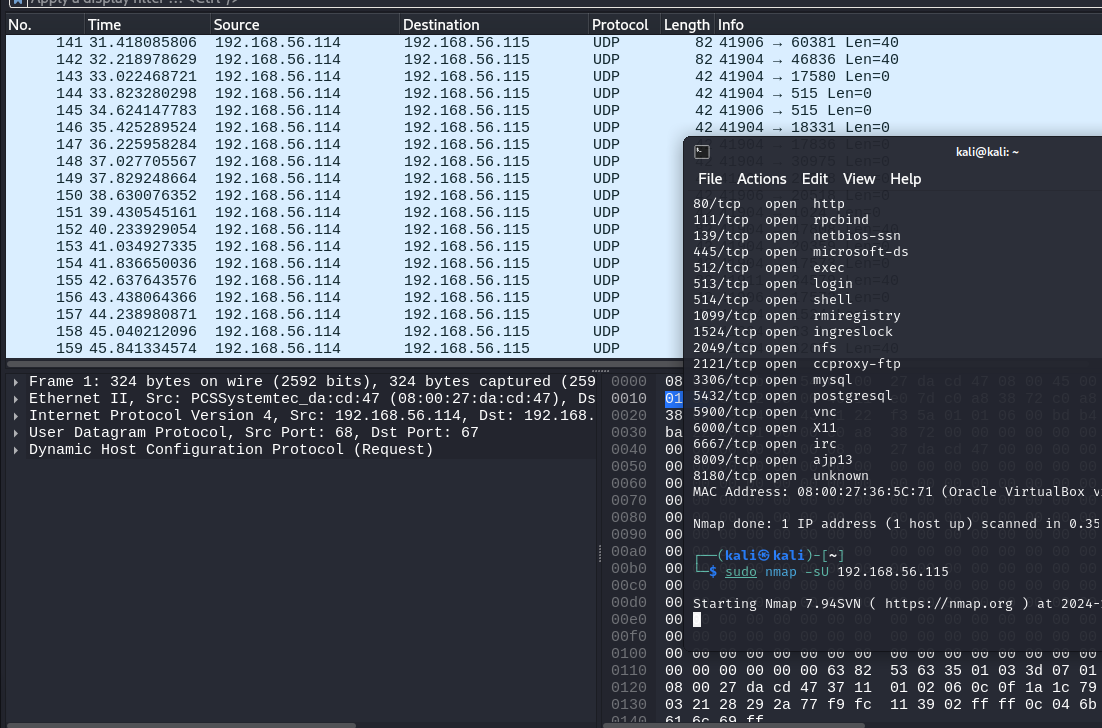 Apply a display filter ... <Ctrl-/>
No. Time Source Destination Protocol Length Info
141 31.418085806 192.168.56.114 192.168.56.115 UDP 82 41906 → 60381 Len=40
142 32.218978629 192.168.56.114 192.168.56.115 UDP 82 41904 → 46836 Len=40
143 33.022468721 192.168.56.114 192.168.56.115 UDP 42 41904 → 17580 Len=0
144 33.823280298 192.168.56.114 192.168.56.115 UDP 42 41904 → 515 Len=0
145 34.624147783 192.168.56.114 192.168.56.115 UDP 42 41906 → 515 Len=0
146 35.425289524 192.168.56.114 192.168.56.115 UDP 42 41904 → 18331 Len=0
147 36.225958284 192.168.56.114 192.168.56.115 UDP
148 37.027705567 192.168.56.114 192.168.56.115 UDP
149 37.829248664 192.168.56.114 192.168.56.115 UDP
150 38.630076352 192.168.56.114 192.168.56.115 UDP
151 39.430545161 192.168.56.114 192.168.56.115 UDP
152 40.233929054 192.168.56.114 192.168.56.115 UDP
153 41.034927335 192.168.56.114 192.168.56.115 UDP
154 41.836650036 192.168.56.114 192.168.56.115 UDP
155 42.637643576 192.168.56.114 192.168.56.115 UDP
156 43.438064366 192.168.56.114 192.168.56.115 UDP
157 44.238980871 192.168.56.114 192.168.56.115 UDP
158 45.040212096 192.168.56.114 192.168.56.115 UDP
159 45.841334574 192.168.56.114 192.168.56.115 UDP
Frame 1: 324 bytes on wire (2592 bits), 324 bytes captured (259
Ethernet II, Src: PCSSystemtec_da:cd:47 (08:00:27:da:cd:47), Ds
Internet Protocol Version 4, Src: 192.168.56.114, Dst: 192.168.
User Datagram Protocol, Src Port: 68, Dst Port: 67
Dynamic Host Configuration Protocol (Request)
0000 08
0010 01
0020 38
0030 ba
0040 00
0050 00
0060 00
0070 00
0080 00
0090 00
00a0 00
00b0 00
00c0 00
00d0 00
00e0 00
00f0 00
0100 00 00 00 00 00 00 00 00 00 00 00 00 00 00 00 00
0110 00 00 00 00 00 00 63 82 53 63 35 01 03 3d 07 01
0120 08 00 27 da cd 47 37 11 01 02 06 0c 0f 1a 1c 79
0130 03 21 28 29 2a 77 f9 fc 11 39 02 ff ff 0c 04 6b
0140 61 6c 69 ff
kali@kali: ~
File Actions Edit View Help
80/tcp open http
111/tcp open rpcbind
139/tcp open netbios-ssn
445/tcp open microsoft-ds
512/tcp open exec
513/tcp open login
514/tcp open shell
1099/tcp open rmiregistry
1524/tcp open ingreslock
2049/tcp open nfs
2121/tcp open ccproxy-ftp
3306/tcp open mysql
5432/tcp open postgresql
5900/tcp open vnc
6000/tcp open X11
6667/tcp open irc
8009/tcp open ajp13
8180/tcp open unknown
MAC Address: 08:00:27:36:5C:71 (Oracle VirtualBox v
Nmap done: 1 IP address (1 host up) scanned in 0.35
┌──(kali㉿kali)-[~]
└─$ sudo nmap -sU 192.168.56.115
Starting Nmap 7.94SVN ( https://nmap.org ) at 2024-